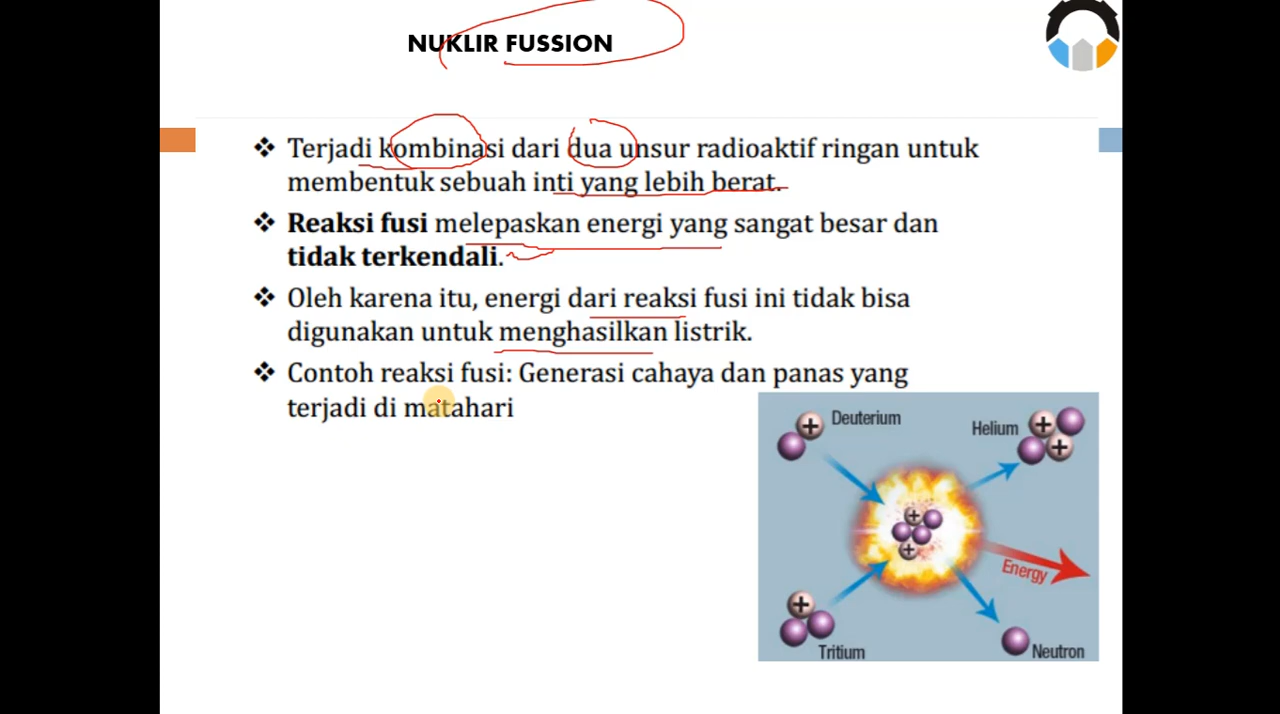 NUKLIR FUSSION
❖ Terjadi kombinasi dari dua unsur radioaktif ringan untuk
membentuk sebuah inti yang lebih berat.
❖ Reaksi fusi melepaskan energi yang sangat besar dan
tidak terkendali.
❖ Oleh karena itu, energi dari reaksi fusi ini tidak bisa
digunakan untuk menghasilkan listrik.
❖ Contoh reaksi fusi: Generasi cahaya dan panas yang
terjadi di matahari
Deuterium
Helium
Energy
Tritium
Neutron